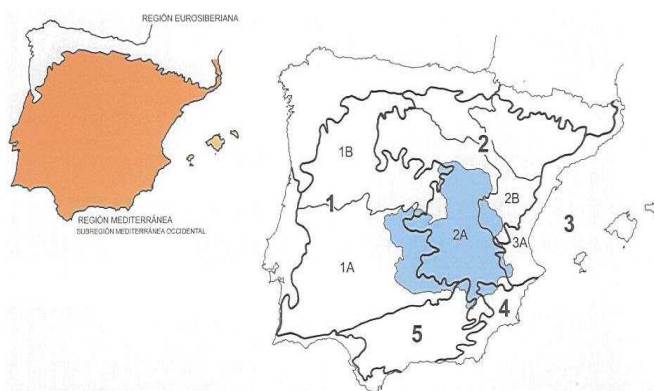 REGIÓN EUROSIBERIANA
REGIÓN MEDITERRÁNEA
SUBREGIÓN MEDITERRÁNEA OCCIDENTAL
1B
2
2B
1
3
2A
3A
1A
4
5